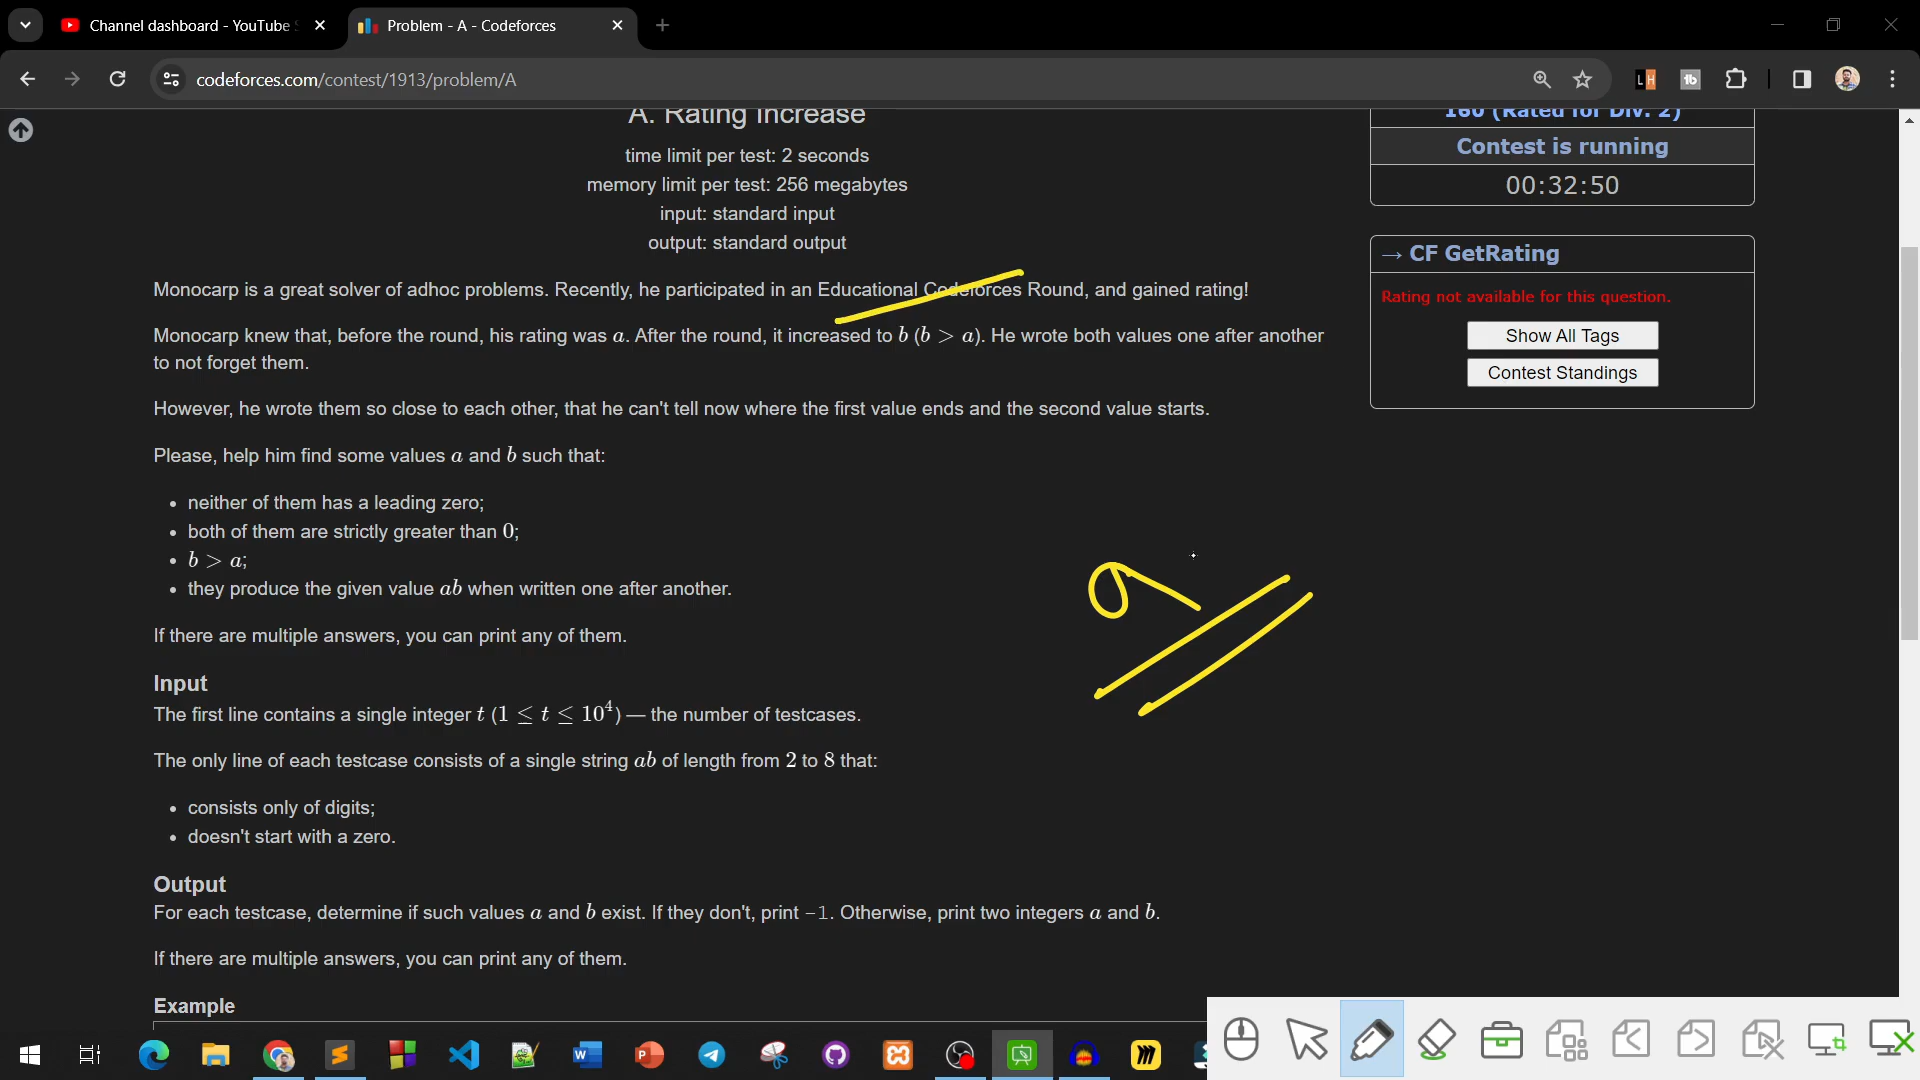 Channel dashboard - YouTube S
Problem - A - Codeforces
codeforces.com/contest/1913/problem/A
LH
tb
A. Rating Increase
time limit per test: 2 seconds
memory limit per test: 256 megabytes
input: standard input
output: standard output
Monocarp is a great solver of adhoc problems. Recently, he participated in an Educational Codeforces Round, and gained rating!
Monocarp knew that, before the round, his rating was a. After the round, it increased to b (b > a). He wrote both values one after another
to not forget them.
However, he wrote them so close to each other, that he can't tell now where the first value ends and the second value starts.
Please, help him find some values a and b such that:
• neither of them has a leading zero;
• both of them are strictly greater than 0;
• b > a;
• they produce the given value ab when written one after another.
If there are multiple answers, you can print any of them.
Input
The first line contains a single integer t (1 ≤ t ≤ 10⁴) — the number of testcases.
The only line of each testcase consists of a single string ab of length from 2 to 8 that:
• consists only of digits;
• doesn't start with a zero.
Output
For each testcase, determine if such values a and b exist. If they don't, print −1. Otherwise, print two integers a and b.
If there are multiple answers, you can print any of them.
Example
160 (Rated for Div. 2)
Contest is running
00:32:50
→ CF GetRating
Rating not available for this question.
Show All Tags
Contest Standings